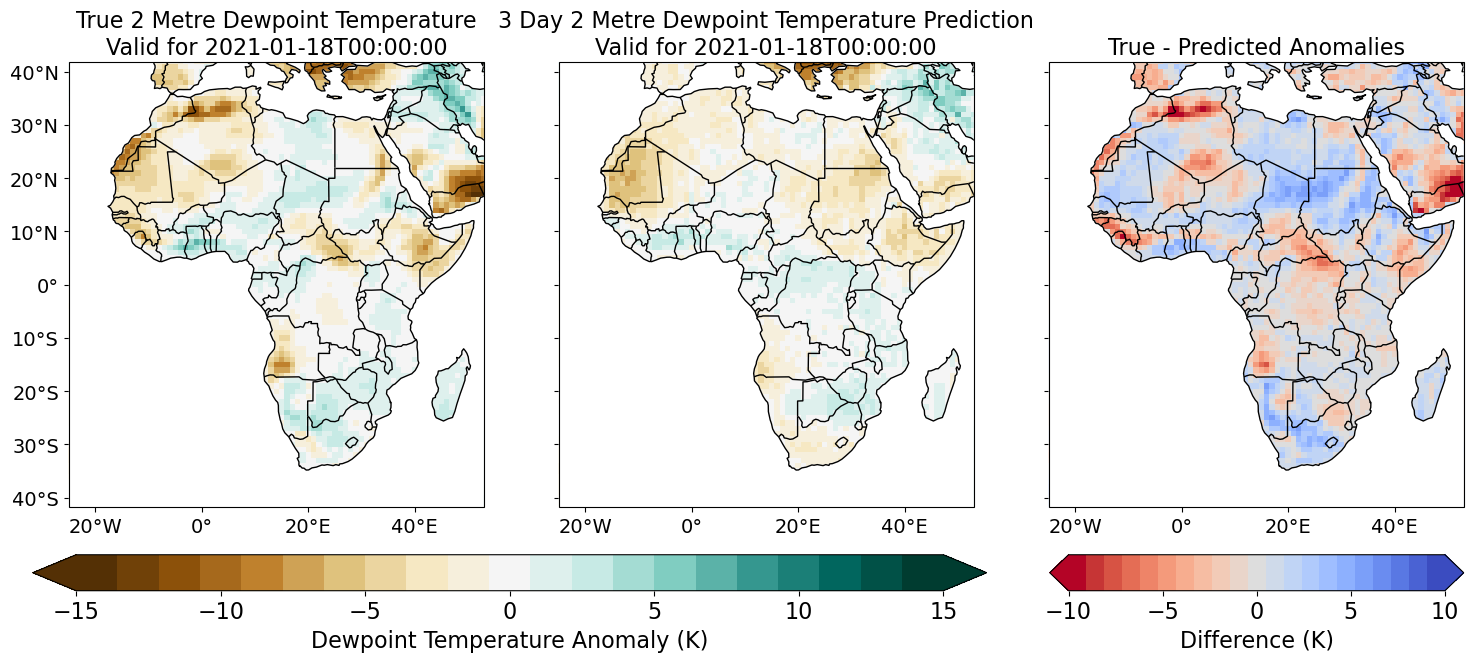 True 2 Metre Dewpoint Temperature
Valid for 2021-01-18T00:00:00
3 Day 2 Metre Dewpoint Temperature Prediction
Valid for 2021-01-18T00:00:00
True - Predicted Anomalies
40°N
30°N
20°N
10°N
0°
10°S
20°S
30°S
40°S
20°W 0° 20°E 40°E
20°W 0° 20°E 40°E
20°W 0° 20°E 40°E
−15 −10 −5 0 5 10 15
Dewpoint Temperature Anomaly (K)
−10 −5 0 5 10
Difference (K)